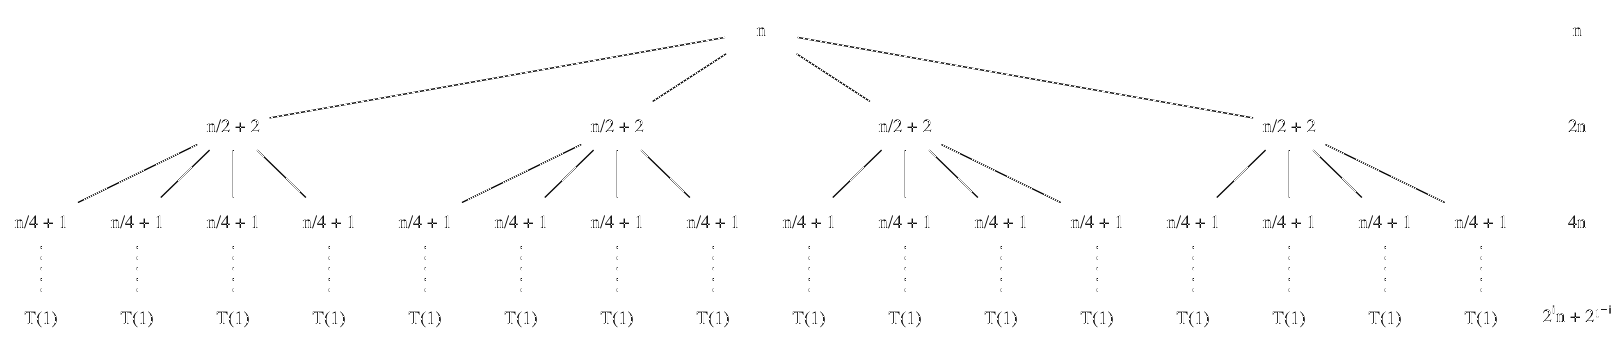 n n
n/2 + 2 n/2 + 2 n/2 + 2 n/2 + 2 2n
n/4 + 1 n/4 + 1 n/4 + 1 n/4 + 1 n/4 + 1 n/4 + 1 n/4 + 1 n/4 + 1 n/4 + 1 n/4 + 1 n/4 + 1 n/4 + 1 n/4 + 1 n/4 + 1 n/4 + 1 n/4 + 1 4n
T(1) T(1) T(1) T(1) T(1) T(1) T(1) T(1) T(1) T(1) T(1) T(1) T(1) T(1) T(1) T(1) 2^i n + 2^{i-1}